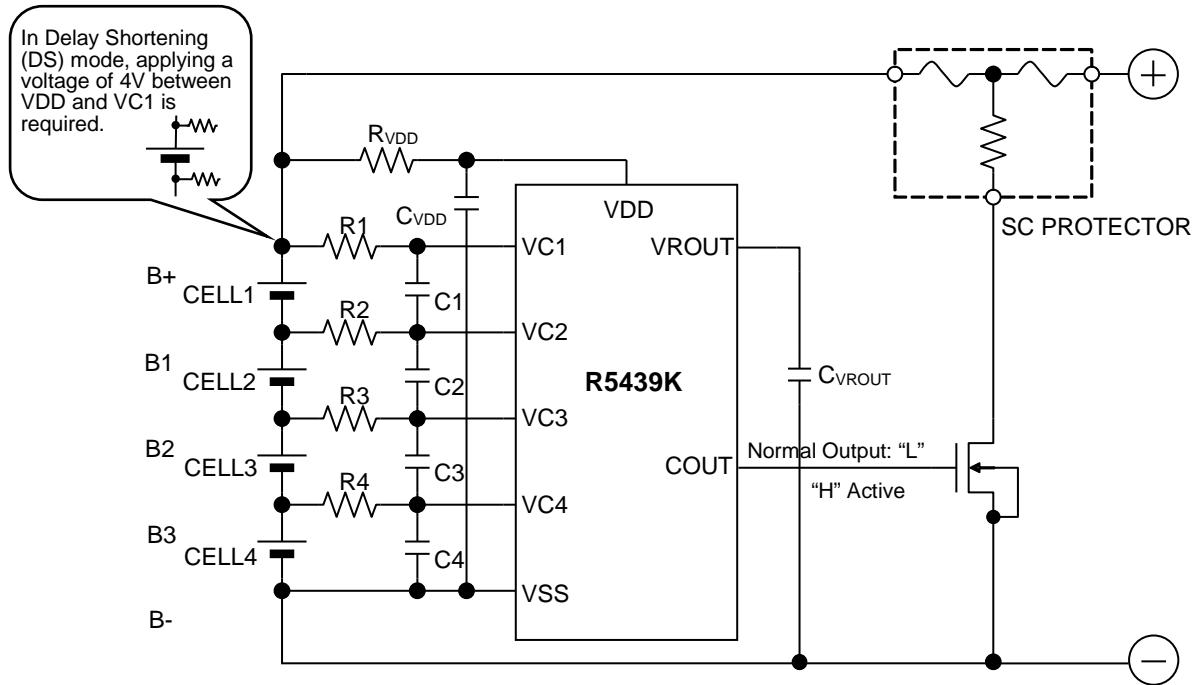 In Delay Shortening
(DS) mode, applying a
voltage of 4V between
VDD and VC1 is
required.
+
RVDD
CVDD
VDD
SC PROTECTOR
R1
VC1
VROUT
B+
CELL1
C1
R2
VC2
B1
CELL2
C2
R5439K
CVROUT
R3
VC3
B2
CELL3
C3
COUT
Normal Output: “L”
“H” Active
R4
VC4
B3
CELL4
C4
VSS
B-
−